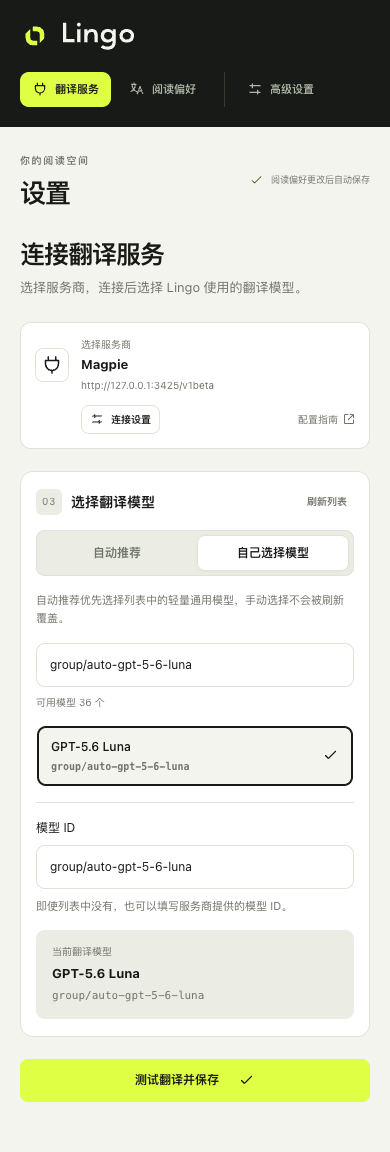 Lingo
翻译服务
阅读偏好
高级设置
你的阅读空间
设置
阅读偏好更改后自动保存
连接翻译服务
选择服务商，连接后选择 Lingo 使用的翻译模型。
选择服务商
Magpie
http://127.0.0.1:3425/v1beta
连接设置
配置指南
03
选择翻译模型
刷新列表
自动推荐
自己选择模型
自动推荐优先选择列表中的轻量通用模型，手动选择不会被刷新
覆盖。
group/auto-gpt-5-6-luna
可用模型 36 个
GPT-5.6 Luna
group/auto-gpt-5-6-luna
模型 ID
group/auto-gpt-5-6-luna
即使列表中没有，也可以填写服务商提供的模型 ID。
当前翻译模型
GPT-5.6 Luna
group/auto-gpt-5-6-luna
测试翻译并保存